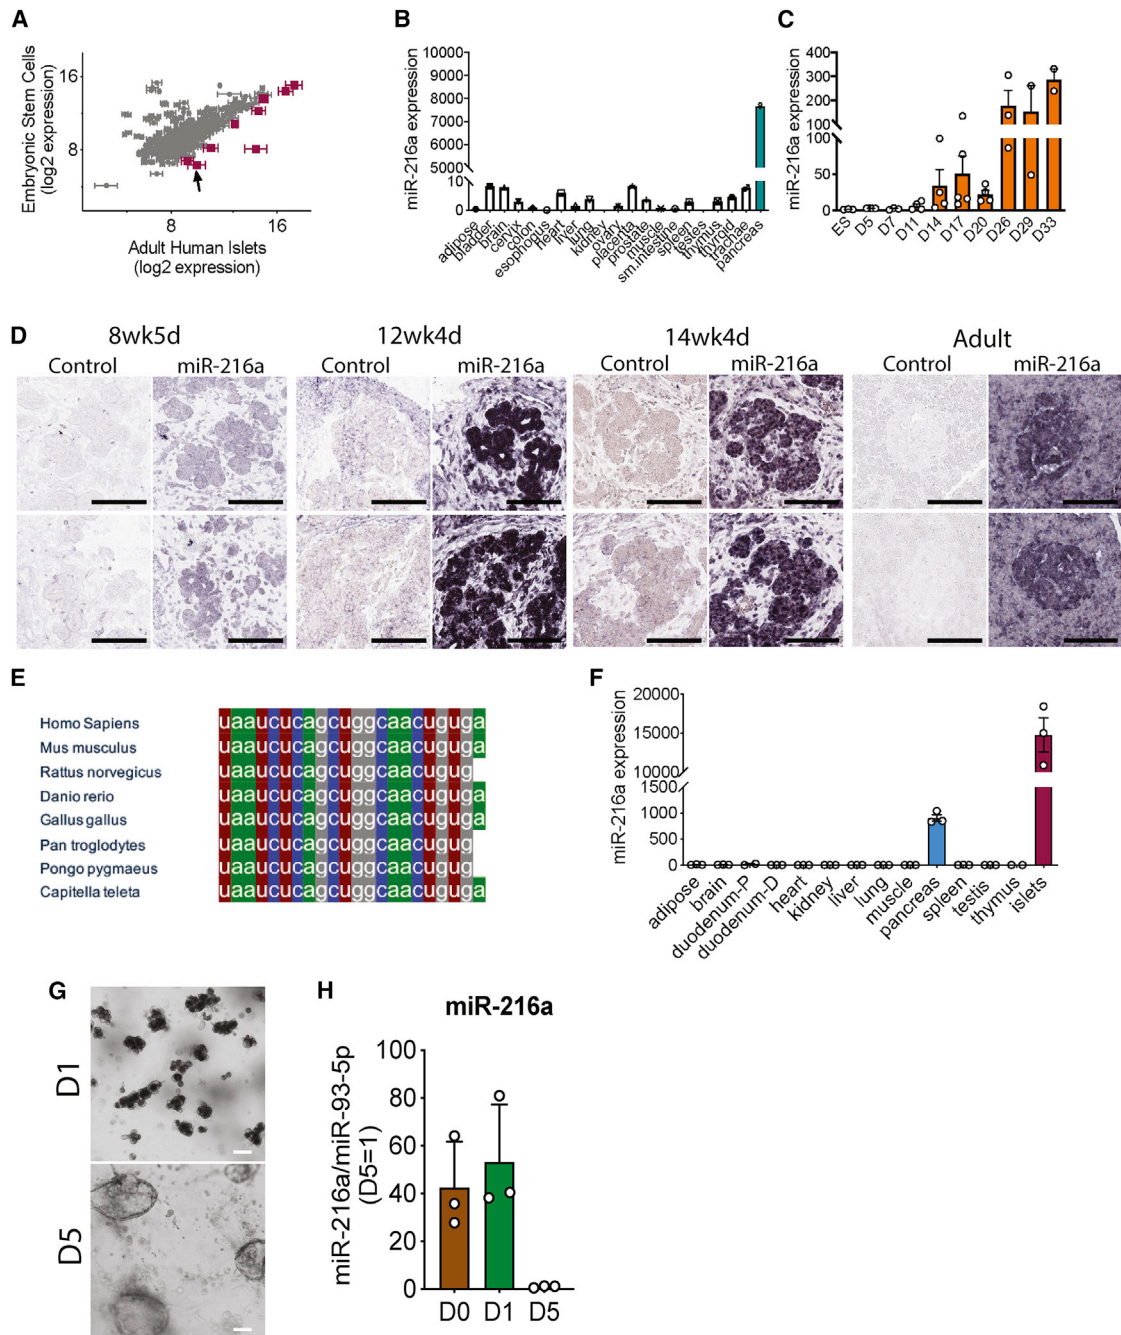 A
Embryonic Stem Cells
(log2 expression)
16
8
8
16
Adult Human Islets
(log2 expression)
B
miR-216a expression
10000
9000
8000
7000
6000
5000
10
0
adipose
bladder
brain
cervix
colon
esophogus
heart
liver
lung
kidney
ovary
placenta
prostate
muscle
sm.intestine
spleen
testes
thymus
thyroid
trachae
pancreas
C
miR-216a expression
400
300
200
100
100
50
0
ES
D5
D7
D11
D14
D17
D20
D26
D29
D33
D
8wk5d
12wk4d
14wk4d
Adult
Control
miR-216a
Control
miR-216a
Control
miR-216a
Control
miR-216a
E
Homo Sapiens uaaucucagcuggcaacuguga
Mus musculus uaaucucagcuggcaacuguga
Rattus norvegicus uaaucucagcuggcaacugug
Danio rerio uaaucucagcuggcaacuguga
Gallus gallus uaaucucagcuggcaacuguga
Pan troglodytes uaaucucagcuggcaacugug
Pongo pygmaeus uaaucucagcuggcaacugug
Capitella teleta uaaucucagcuggcaacuguga
F
miR-216a expression
20000
15000
10000
1500
1000
500
0
adipose
brain
duodenum-P
duodenum-D
heart
kidney
liver
lung
muscle
pancreas
spleen
testis
thymus
islets
G
D1
D5
H
miR-216a
miR-216a/miR-93-5p
(D5=1)
100
80
60
40
20
0
D0
D1
D5